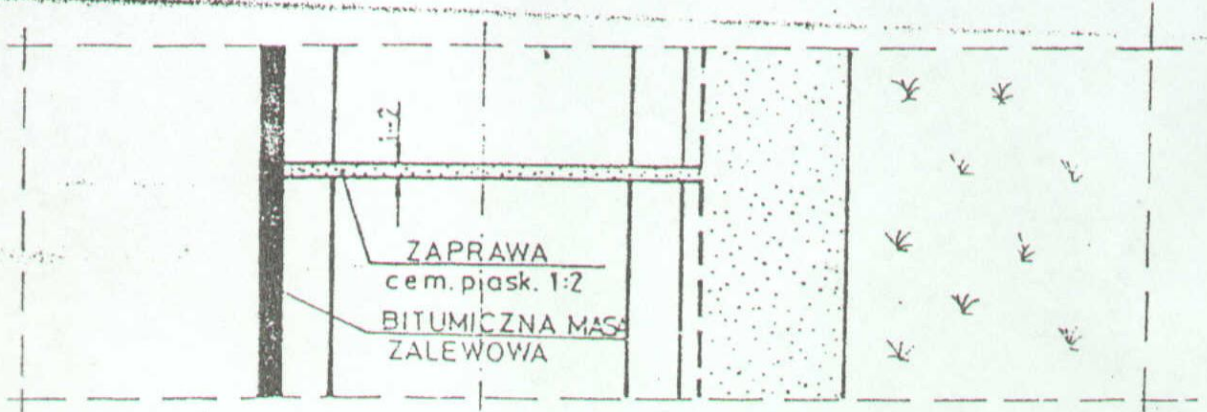 1÷2
ZAPRAWA
cem. piask. 1:2
BITUMICZNA MASA
ZALEWOWA